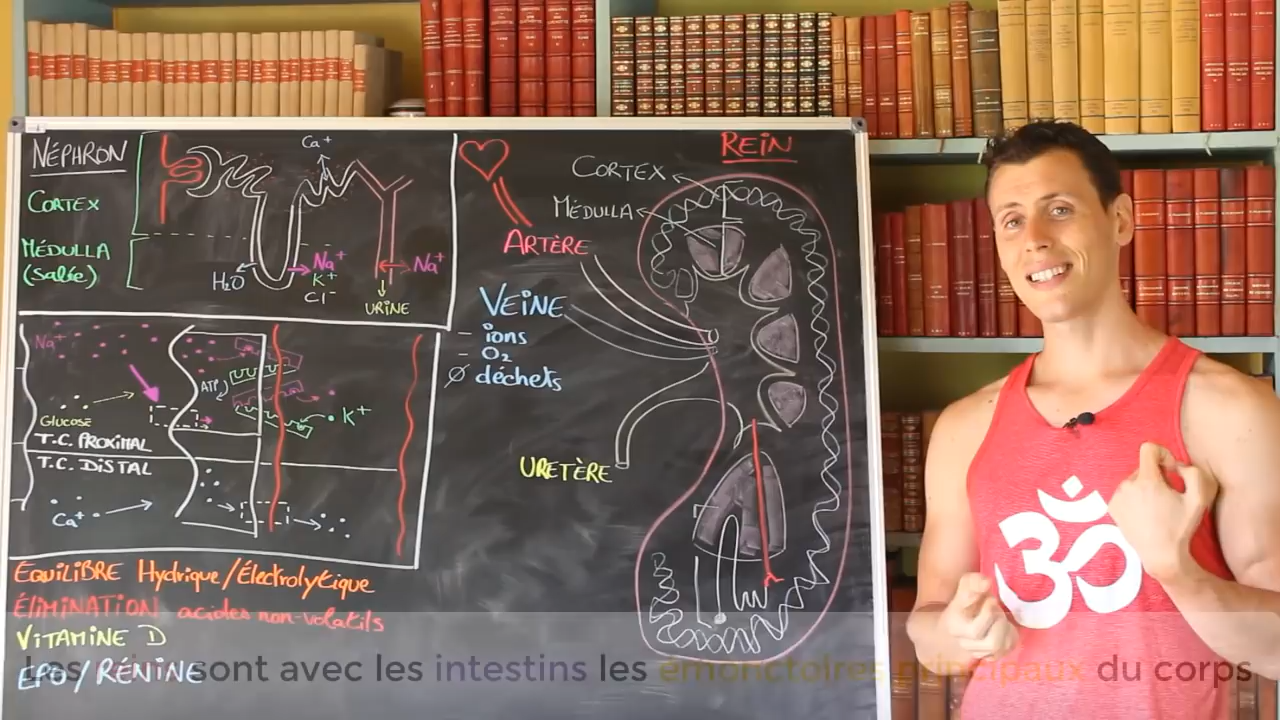 NÉPHRON
CORTEX
MÉDULLA
(Salée)
Ca⁺
H₂O
Na⁺
K⁺
Cl⁻
Na⁺
URINE
Na⁺
ATP
GLUCOSE
K⁺
T.C. PROXIMAL
T.C. DISTAL
Ca⁺
ÉQUILIBRE Hydrique/Électrolytique
ÉLIMINATION acides non-volatils
VITAMINE D
EPO/RÉNINE
REIN
CORTEX
MÉDULLA
ARTÈRE
VEINE
- ions
- O₂
∅ déchets
URETÈRE
ॐ
Les sont avec les intestins les émonctoires principaux du corps